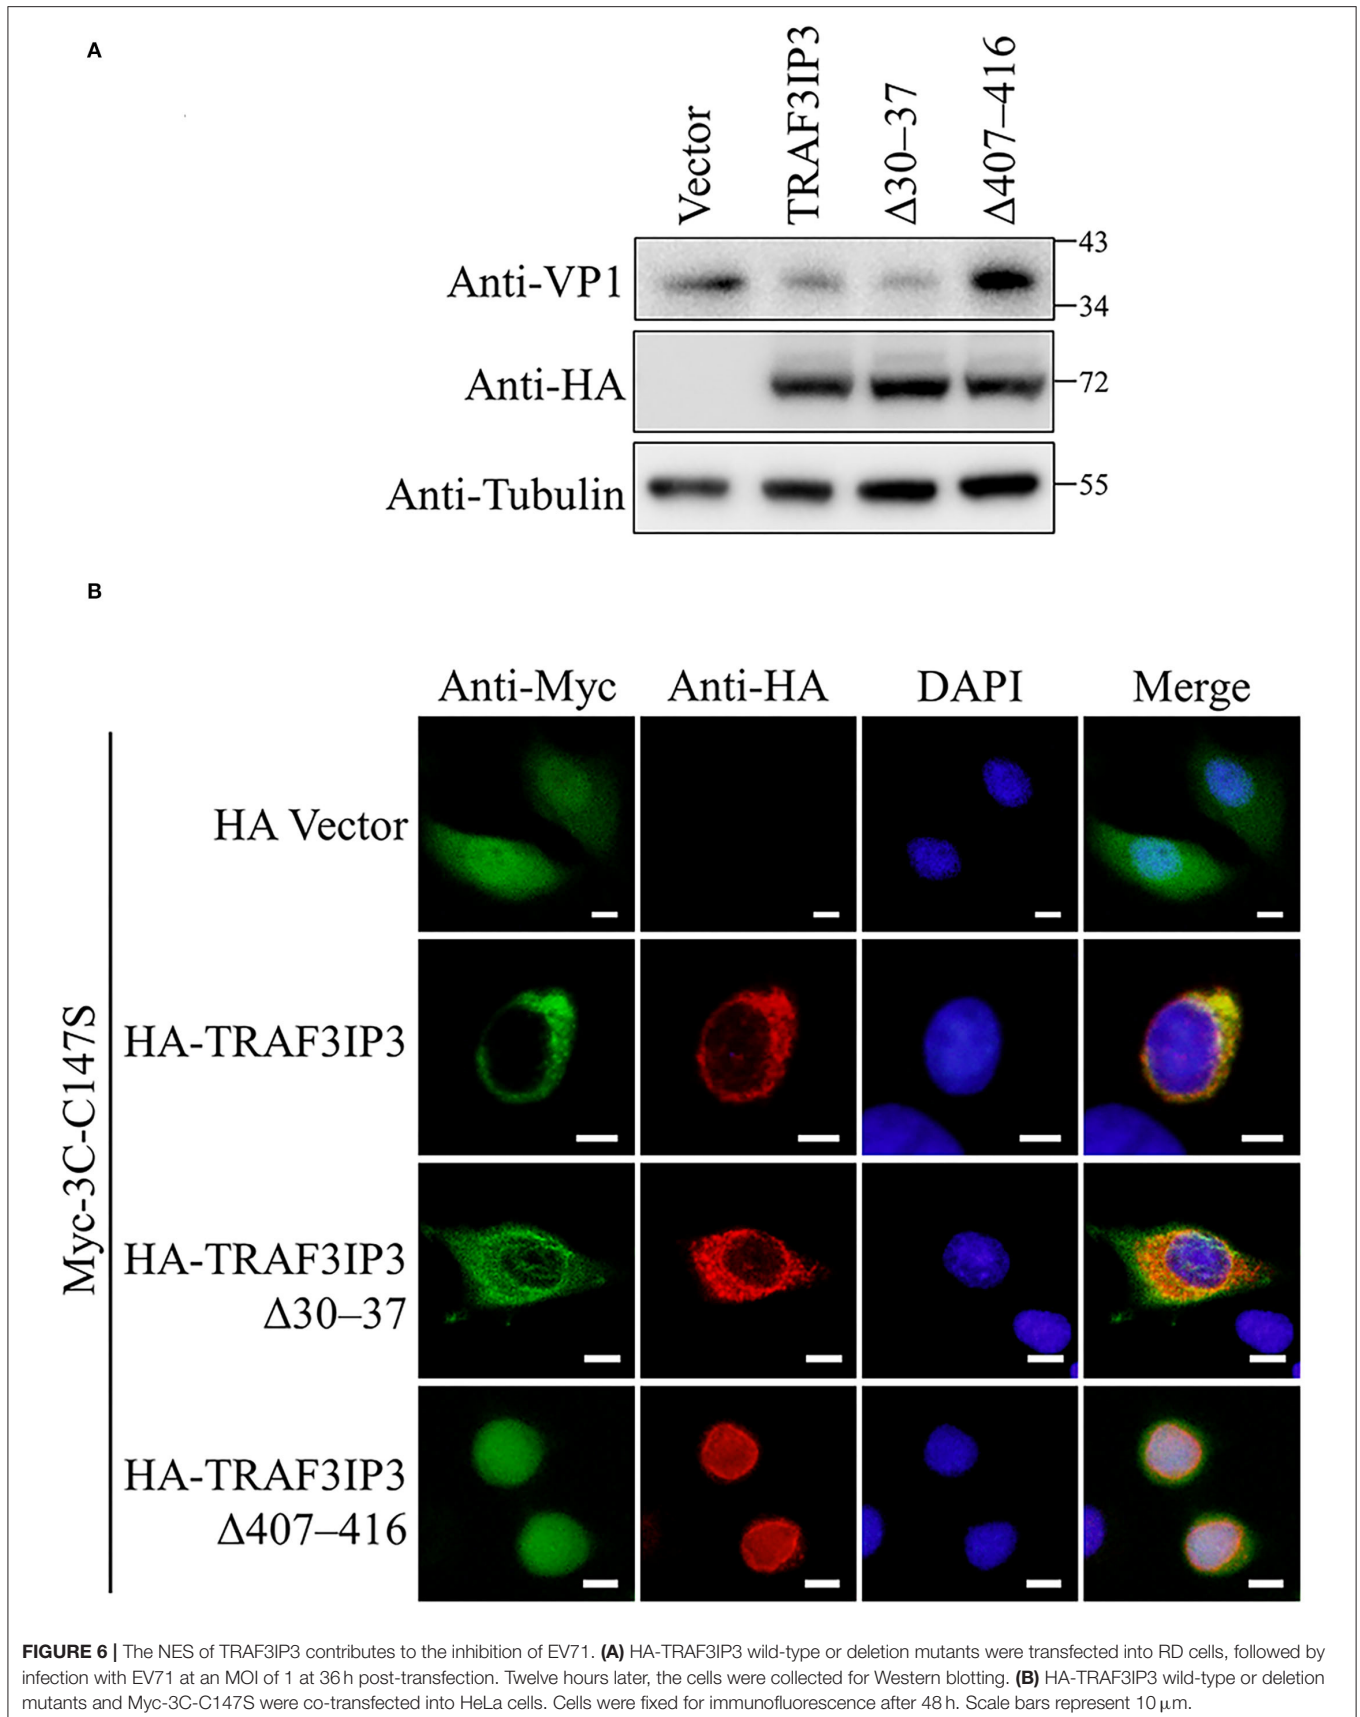 A
Vector
TRAF3IP3
Δ30–37
Δ407–416
Anti-VP1
43
34
Anti-HA
72
Anti-Tubulin
55
B
Anti-Myc Anti-HA DAPI Merge
Myc-3C-C147S
HA Vector
HA-TRAF3IP3
HA-TRAF3IP3
Δ30–37
HA-TRAF3IP3
Δ407–416
FIGURE 6 | The NES of TRAF3IP3 contributes to the inhibition of EV71. (A) HA-TRAF3IP3 wild-type or deletion mutants were transfected into RD cells, followed by
infection with EV71 at an MOI of 1 at 36 h post-transfection. Twelve hours later, the cells were collected for Western blotting. (B) HA-TRAF3IP3 wild-type or deletion
mutants and Myc-3C-C147S were co-transfected into HeLa cells. Cells were fixed for immunofluorescence after 48 h. Scale bars represent 10 μm.